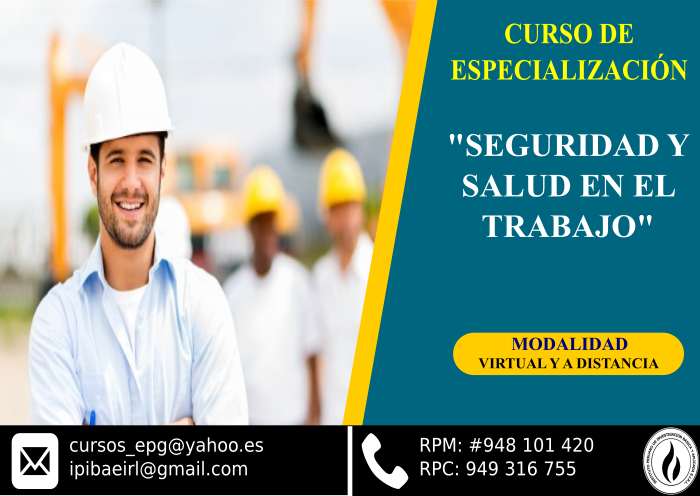 CURSO DE
ESPECIALIZACIÓN
"SEGURIDAD Y
SALUD EN EL
TRABAJO"
MODALIDAD
VIRTUAL Y A DISTANCIA
cursos_epg@yahoo.es
ipibaeirl@gmail.com
RPM: #948 101 420
RPC: 949 316 755